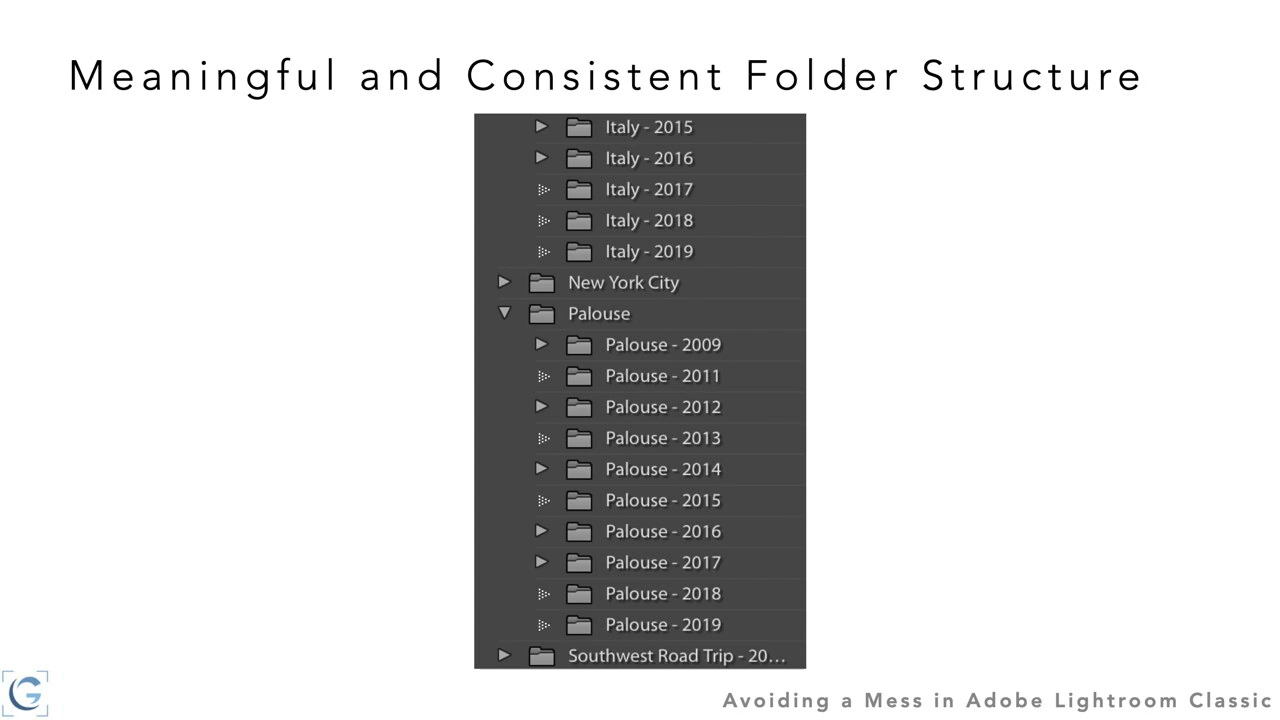 Meaningful and Consistent Folder Structure
Italy - 2015
Italy - 2016
Italy - 2017
Italy - 2018
Italy - 2019
New York City
Palouse
Palouse - 2009
Palouse - 2011
Palouse - 2012
Palouse - 2013
Palouse - 2014
Palouse - 2015
Palouse - 2016
Palouse - 2017
Palouse - 2018
Palouse - 2019
Southwest Road Trip - 20...
G
Avoiding a Mess in Adobe Lightroom Classic